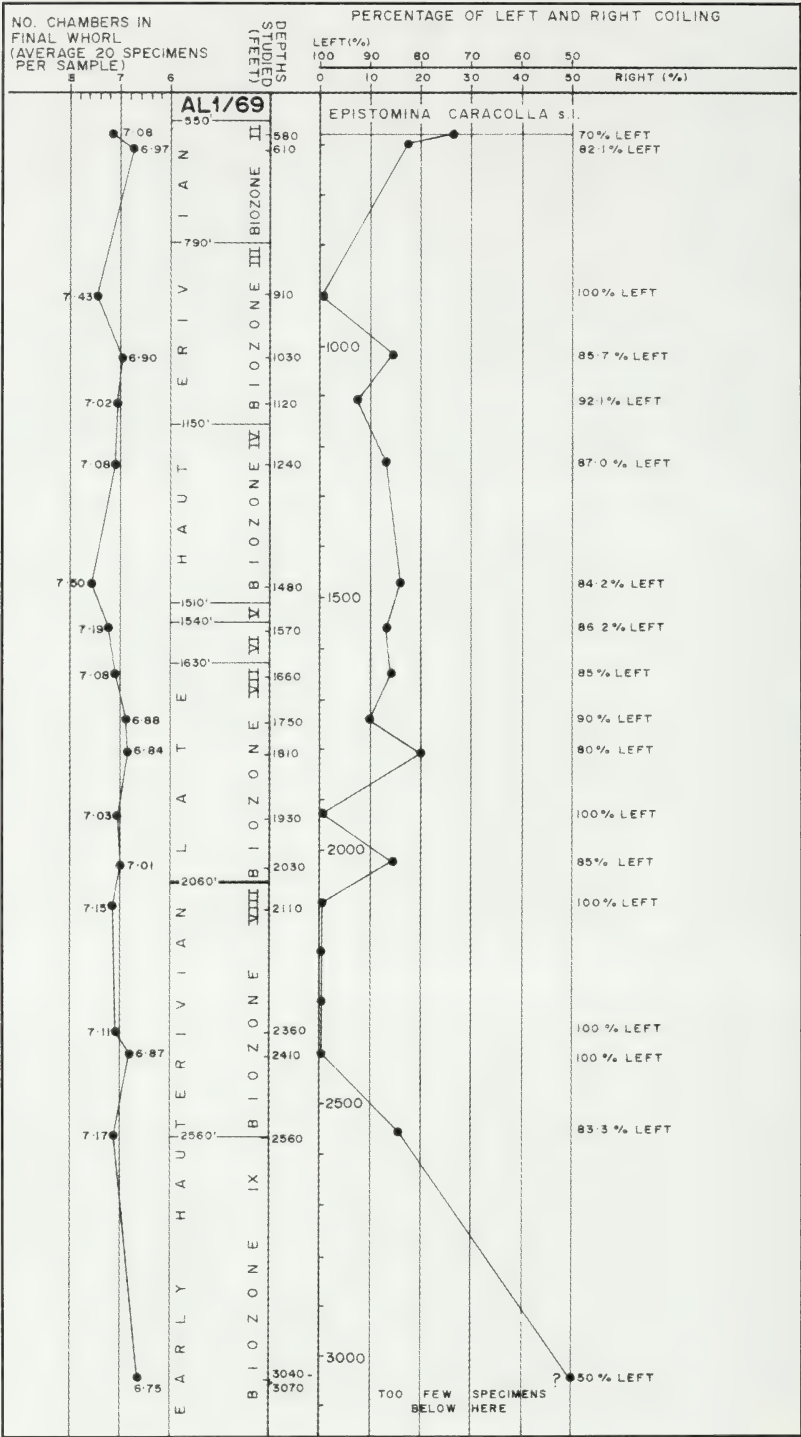 NO. CHAMBERS IN
FINAL WHORL
(AVERAGE 20 SPECIMENS
PER SAMPLE)
8 7 6
DEPTHS
STUDIED
(FEET)
PERCENTAGE OF LEFT AND RIGHT COILING
LEFT(%)
100 90 80 70 60 50
0 10 20 30 40 50 RIGHT (%)
AL1/69
EPISTOMINA CARACOLLA s.l.
550'
7·08
580
70% LEFT
6·97
610
82·1% LEFT
790'
7·43
910
100% LEFT
1000
6·90
1030
85·7 % LEFT
7·02
1120
92·1% LEFT
1150'
7·08
1240
87·0 % LEFT
7·50
1480
84·2% LEFT
1500
1510'
1540'
7·19
1570
86·2% LEFT
1630'
7·08
1660
85% LEFT
6·88
1750
90% LEFT
6·84
1810
80% LEFT
7·03
1930
100% LEFT
2000
7·01
2030
85% LEFT
2060'
7·15
2110
100% LEFT
7·11
2360
100 % LEFT
6·87
2410
100 % LEFT
2500
7·17
2560'
2560
83·3 % LEFT
3000
6·75
3040-
3070
?
50% LEFT
TOO FEW SPECIMENS
BELOW HERE
LATE HAUTERIVIAN
EARLY HAUTERIVIAN
BIOZONE II
BIOZONE III
BIOZONE IV
V
VI
BIOZONE VII
VIII
BIOZONE IX